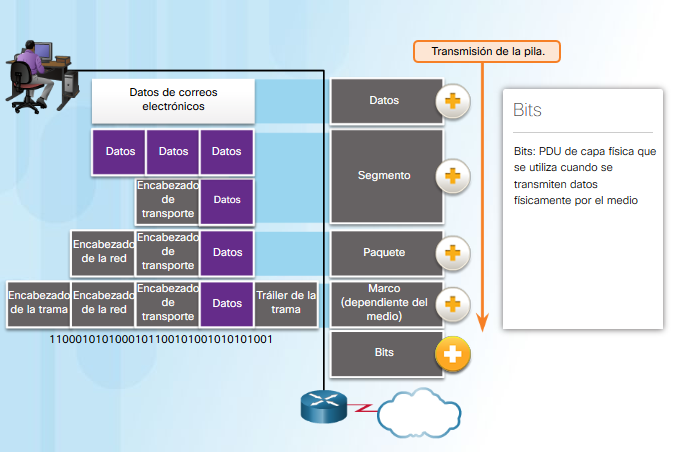 Transmisión de la pila.
Datos de correos
electrónicos
Datos
Datos Datos Datos
Segmento
Encabezado
de
transporte
Datos
Encabezado
de la red
Encabezado
de
transporte
Datos
Paquete
Encabezado
de la trama
Encabezado
de la red
Encabezado
de
transporte
Datos
Tráiler de la
trama
Marco
(dependiente del
medio)
1100010101000101100101001010101001
Bits
Bits
Bits: PDU de capa física que
se utiliza cuando se
transmiten datos
físicamente por el medio